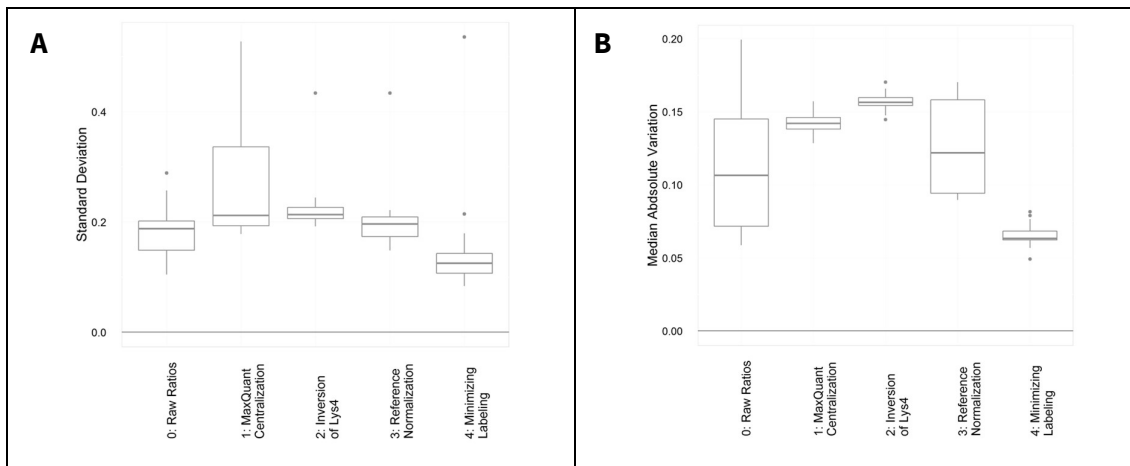 A
Standard Deviation
0.4
0.2
0.0
0: Raw Ratios
1: MaxQuant
Centralization
2: Inversion
of Lys4
3: Reference
Normalization
4: Minimizing
Labeling
B
Median Abdsolute Variation
0.20
0.15
0.10
0.05
0.00
0: Raw Ratios
1: MaxQuant
Centralization
2: Inversion
of Lys4
3: Reference
Normalization
4: Minimizing
Labeling